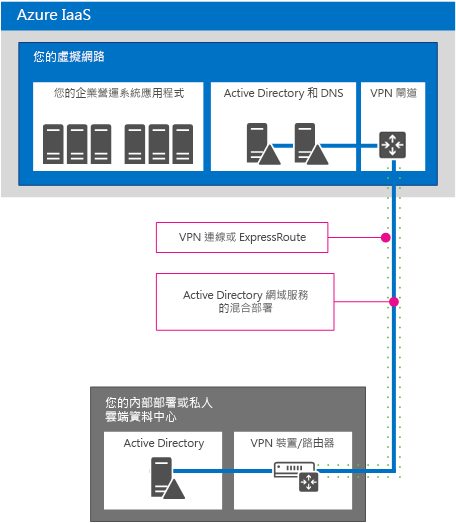 Azure IaaS
您的虛擬網路
您的企業營運系統應用程式
Active Directory 和 DNS
VPN 閘道
VPN 連線或 ExpressRoute
Active Directory 網域服務
的混合部署
您的內部部署或私人
雲端資料中心
Active Directory
VPN 裝置/路由器